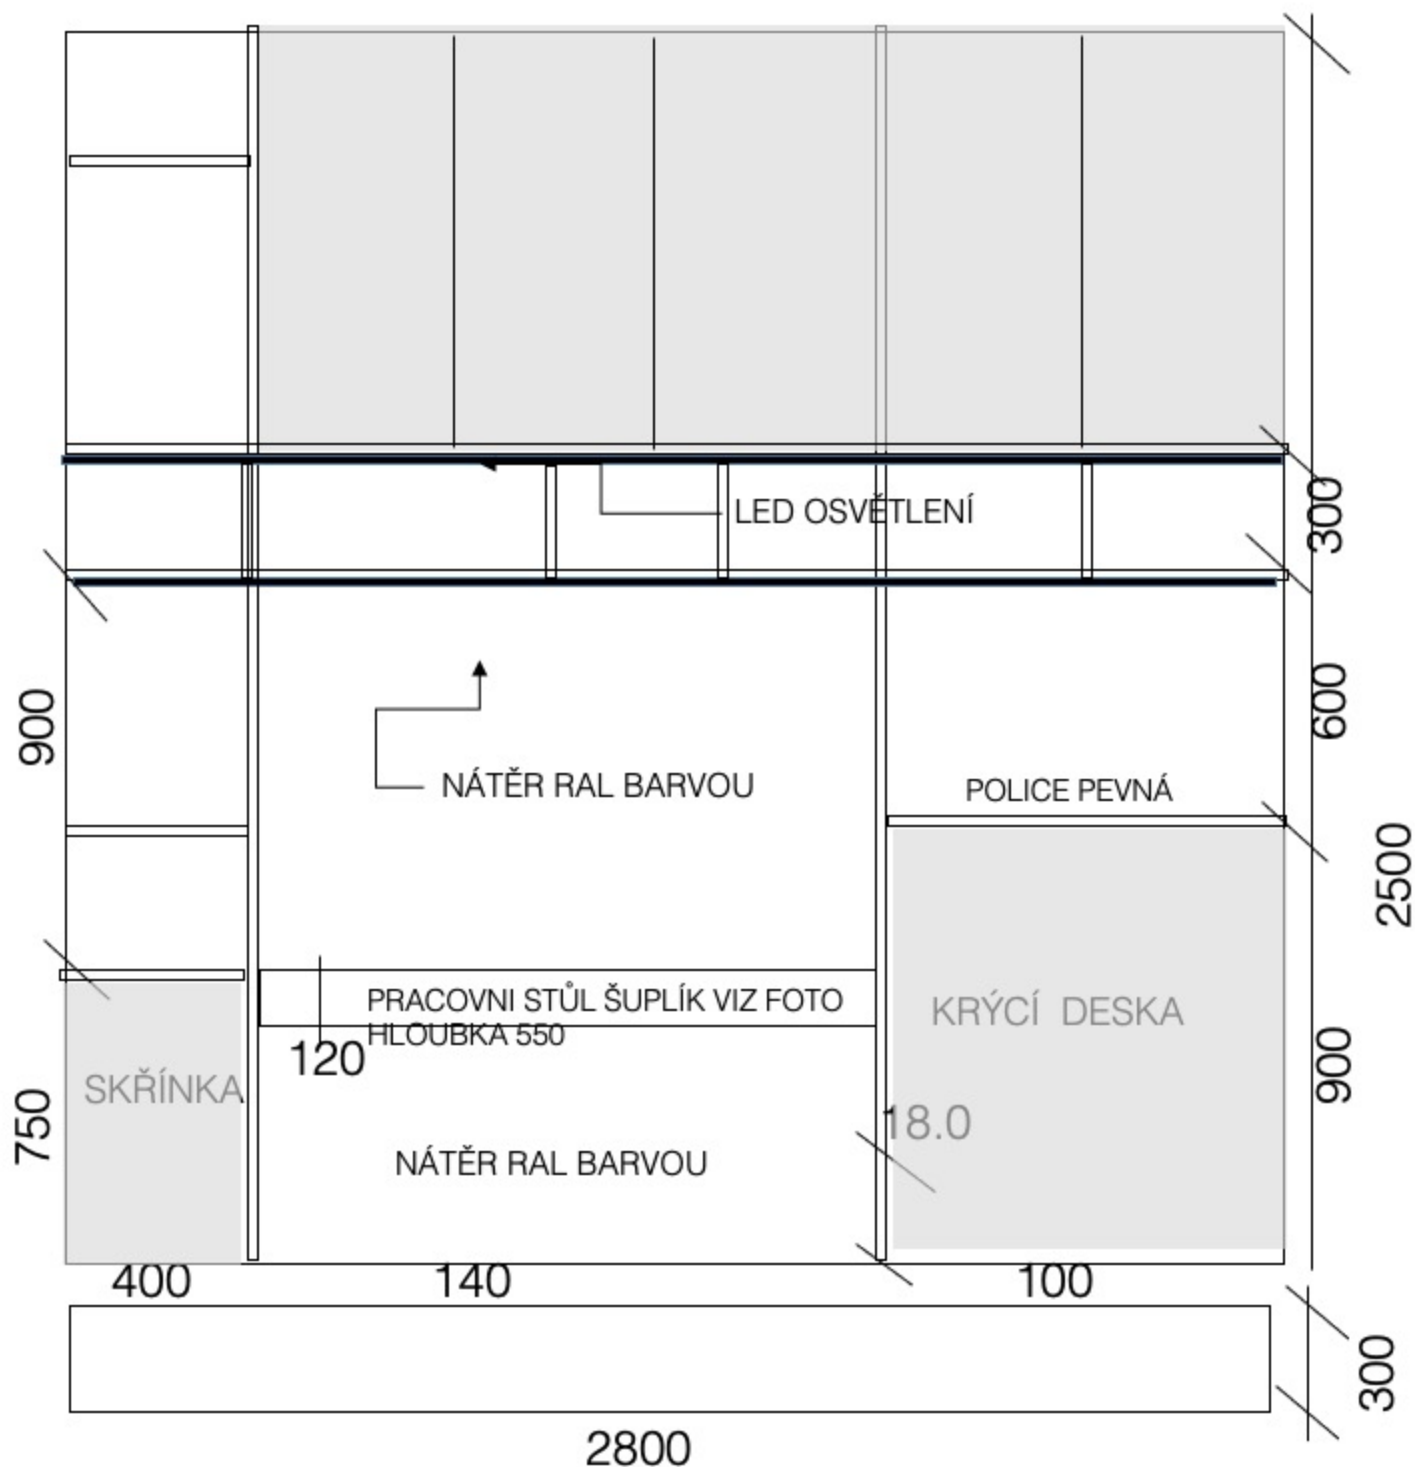 LED OSVĚTLENÍ
300
900
600
NÁTĚR RAL BARVOU
POLICE PEVNÁ
2500
PRACOVNI STŮL ŠUPLÍK VIZ FOTO
HLOUBKA 550
120
KRÝCÍ DESKA
SKŘÍNKA
900
750
18.0
NÁTĚR RAL BARVOU
400
140
100
300
2800